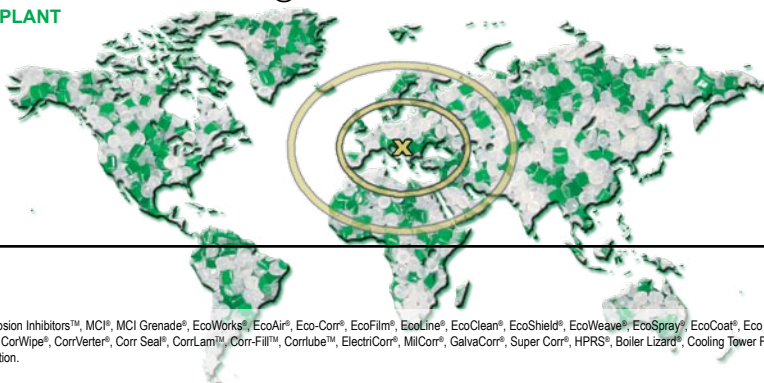 PLANT
X
osion Inhibitors™, MCI®, MCI Grenade®, EcoWorks®, EcoAir®, Eco-Corr®, EcoFilm®, EcoLine®, EcoClean®, EcoShield®, EcoWeave®, EcoSpray®, EcoCoat®, Eco
CorWipe®, CorrVerter®, Corr Seal®, CorrLam™, Corr-Fill™, Corrlube™, ElectriCorr®, MilCorr®, GalvaCorr®, Super Corr®, HPRS®, Boiler Lizard®, Cooling Tower F
tion.